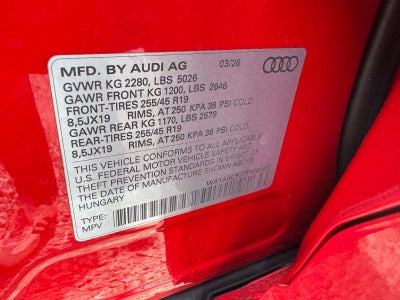 MFD. BY AUDI AG 03/26
GVWR KG 2280, LBS 5026
GAWR FRONT KG 1200, LBS 2646
FRONT-TIRES 255/45 R19
8,5JX19 RIMS, AT 250 KPA 36 PSI COLD
GAWR REAR KG 1170, LBS 2579
REAR-TIRES 255/45 R19
8,5JX19 RIMS, AT 250 KPA 36 PSI COLD
THIS VEHICLE CONFORMS TO ALL APPLICABLE
U.S. FEDERAL MOTOR VEHICLE SAFETY AND
THEFT PREVENTION STANDARDS IN EFFECT ON
THE DATE OF MANUFACTURE SHOWN ABOVE.
HUNGARY
TYPE:
MPV